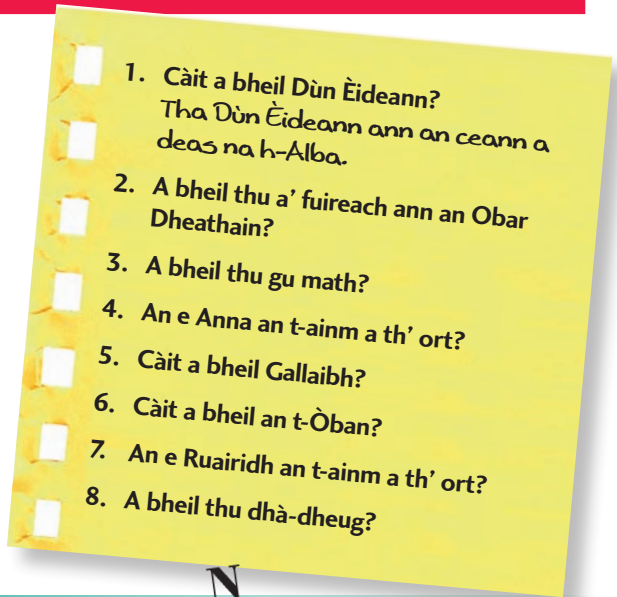 1. Càit a bheil Dùn Èideann?
Tha Dùn Èideann ann an ceann a
deas na h-Alba.
2. A bheil thu a' fuireach ann an Obar
Dheathain?
3. A bheil thu gu math?
4. An e Anna an t-ainm a th' ort?
5. Càit a bheil Gallaibh?
6. Càit a bheil an t-Òban?
7. An e Ruairidh an t-ainm a th' ort?
8. A bheil thu dhà-dheug?
N